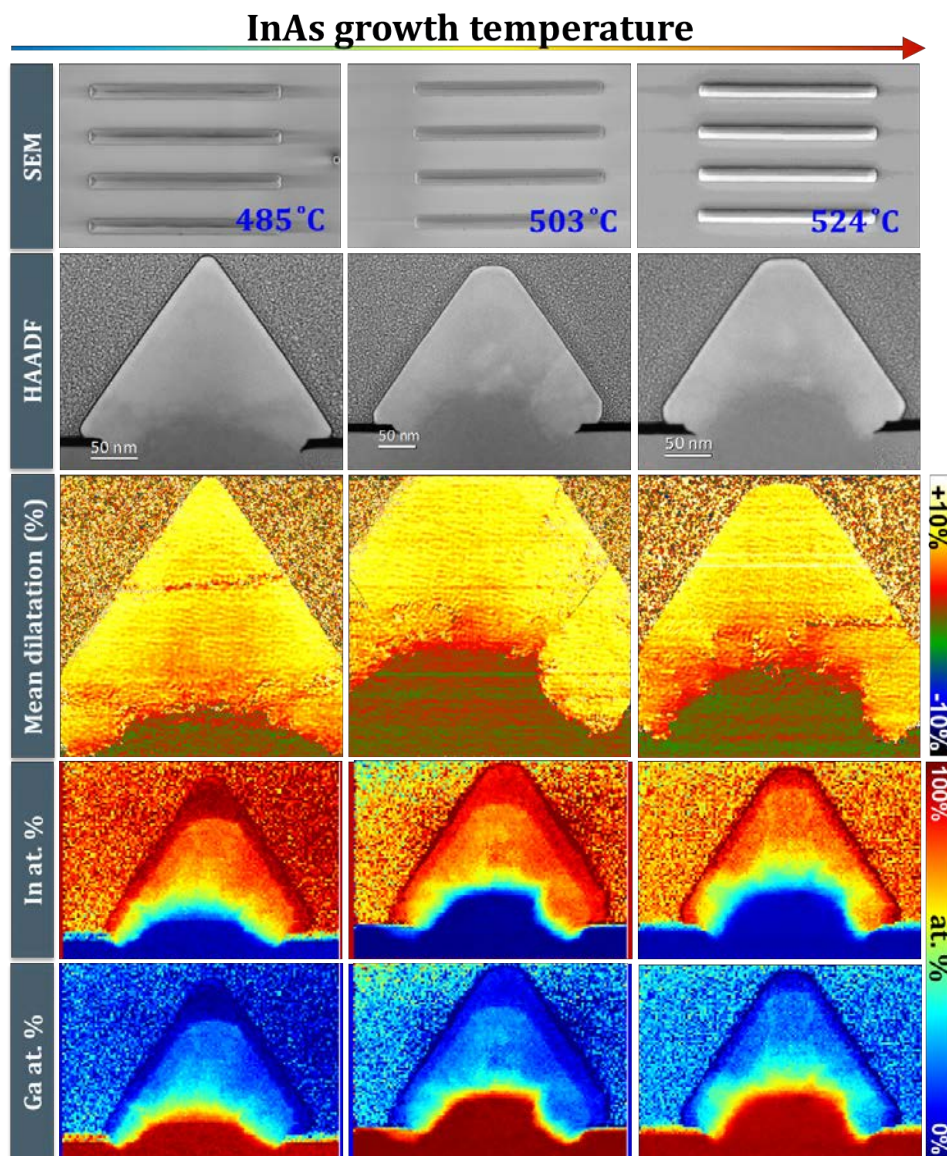 InAs growth temperature
SEM
485°C
503°C
524°C
HAADF
50 nm
50 nm
50 nm
Mean dilatation (%)
+10%
-10%
In at. %
100%
at. %
Ga at. %
0%